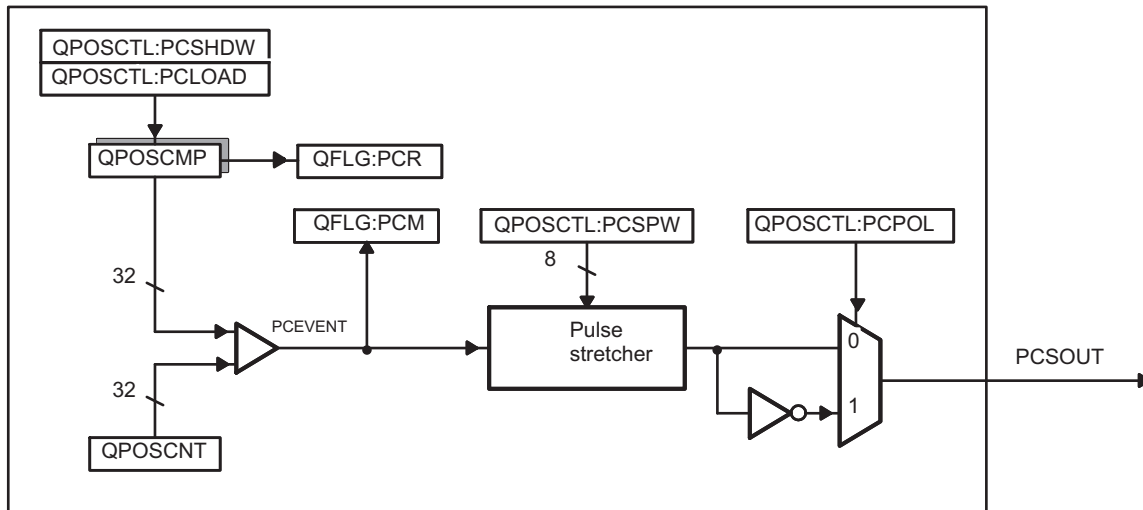 QPOSCTL:PCSHDW
QPOSCTL:PCLOAD
QPOSCMP
QFLG:PCR
QFLG:PCM
QPOSCTL:PCSPW
QPOSCTL:PCPOL
32
8
PCEVENT
Pulse
stretcher
0
PCSOUT
32
1
QPOSCNT